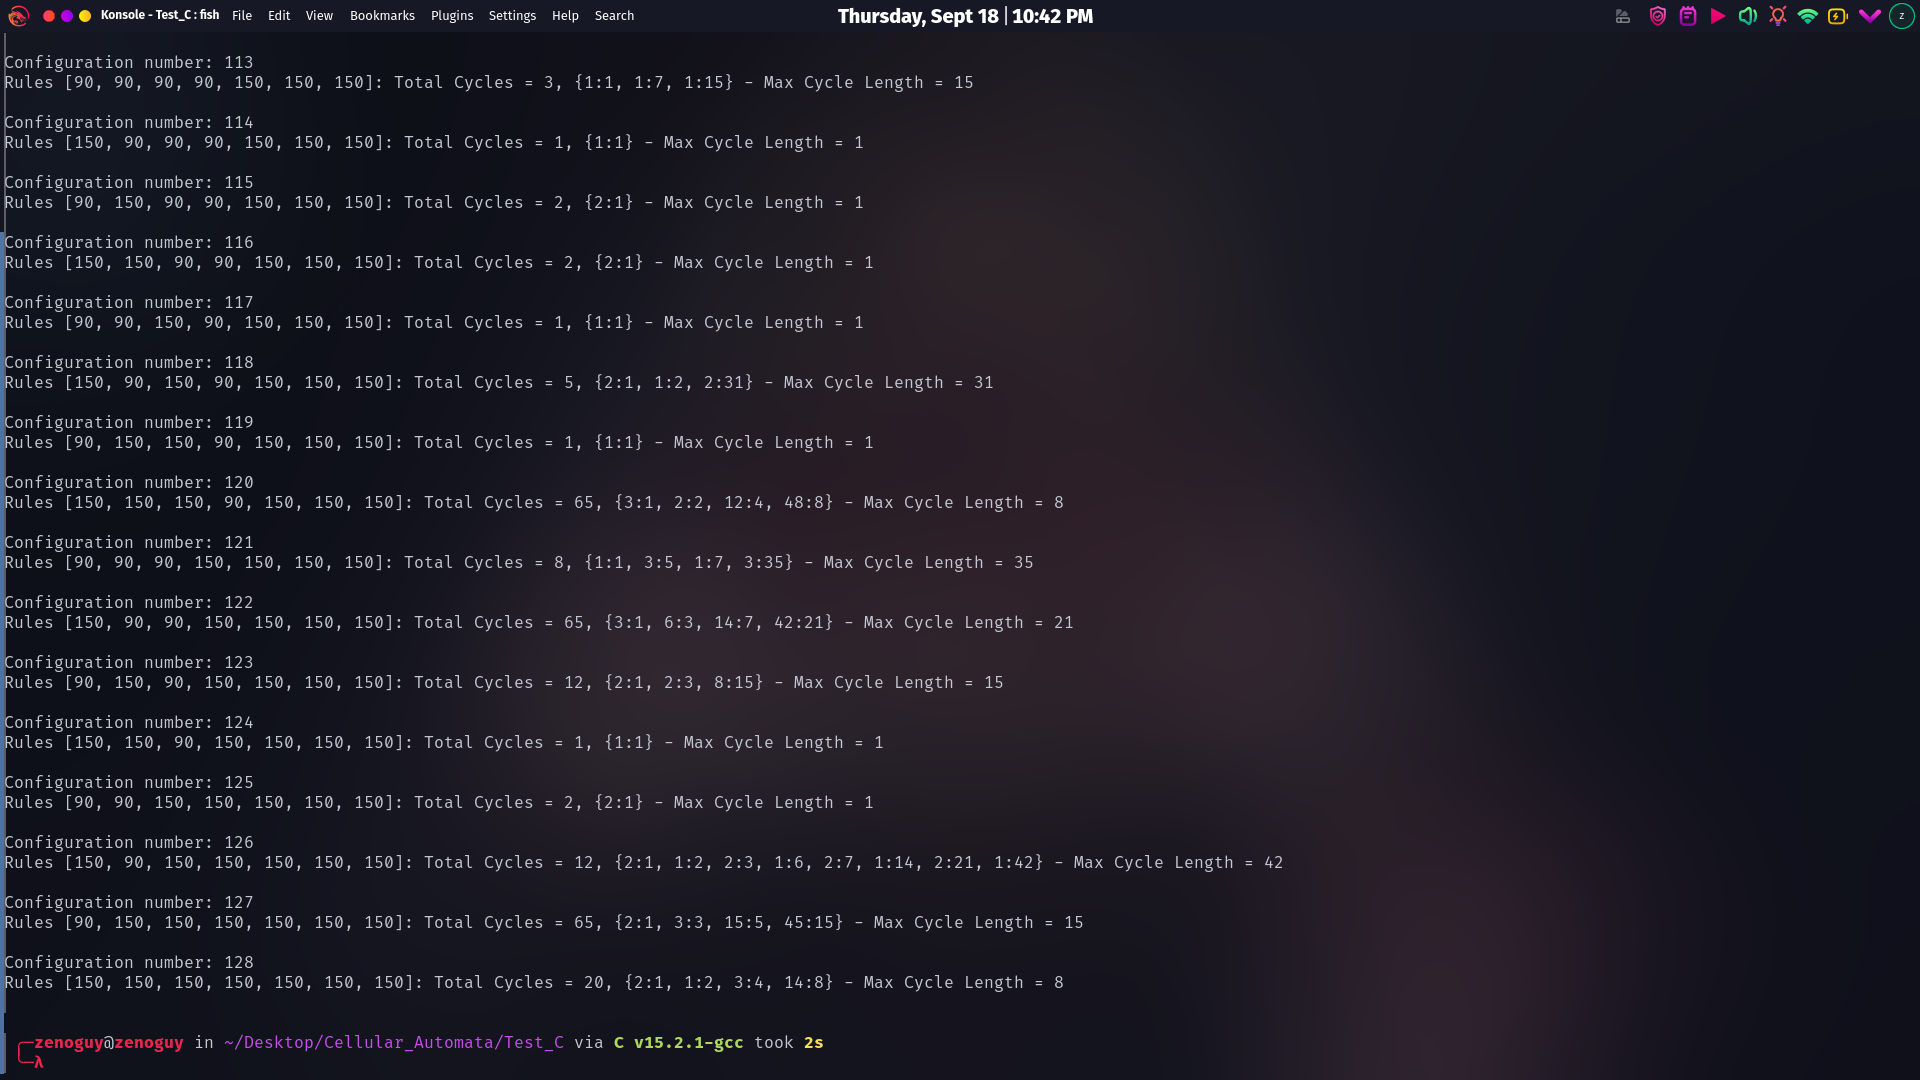 Konsole - Test_C : fish File Edit View Bookmarks Plugins Settings Help Search Thursday, Sept 18 | 10:42 PM z
Configuration number: 113
Rules [90, 90, 90, 90, 150, 150, 150]: Total Cycles = 3, {1:1, 1:7, 1:15} - Max Cycle Length = 15
Configuration number: 114
Rules [150, 90, 90, 90, 150, 150, 150]: Total Cycles = 1, {1:1} - Max Cycle Length = 1
Configuration number: 115
Rules [90, 150, 90, 90, 150, 150, 150]: Total Cycles = 2, {2:1} - Max Cycle Length = 1
Configuration number: 116
Rules [150, 150, 90, 90, 150, 150, 150]: Total Cycles = 2, {2:1} - Max Cycle Length = 1
Configuration number: 117
Rules [90, 90, 150, 90, 150, 150, 150]: Total Cycles = 1, {1:1} - Max Cycle Length = 1
Configuration number: 118
Rules [150, 90, 150, 90, 150, 150, 150]: Total Cycles = 5, {2:1, 1:2, 2:31} - Max Cycle Length = 31
Configuration number: 119
Rules [90, 150, 150, 90, 150, 150, 150]: Total Cycles = 1, {1:1} - Max Cycle Length = 1
Configuration number: 120
Rules [150, 150, 150, 90, 150, 150, 150]: Total Cycles = 65, {3:1, 2:2, 12:4, 48:8} - Max Cycle Length = 8
Configuration number: 121
Rules [90, 90, 90, 150, 150, 150, 150]: Total Cycles = 8, {1:1, 3:5, 1:7, 3:35} - Max Cycle Length = 35
Configuration number: 122
Rules [150, 90, 90, 150, 150, 150, 150]: Total Cycles = 65, {3:1, 6:3, 14:7, 42:21} - Max Cycle Length = 21
Configuration number: 123
Rules [90, 150, 90, 150, 150, 150, 150]: Total Cycles = 12, {2:1, 2:3, 8:15} - Max Cycle Length = 15
Configuration number: 124
Rules [150, 150, 90, 150, 150, 150, 150]: Total Cycles = 1, {1:1} - Max Cycle Length = 1
Configuration number: 125
Rules [90, 90, 150, 150, 150, 150, 150]: Total Cycles = 2, {2:1} - Max Cycle Length = 1
Configuration number: 126
Rules [150, 90, 150, 150, 150, 150, 150]: Total Cycles = 12, {2:1, 1:2, 2:3, 1:6, 2:7, 1:14, 2:21, 1:42} - Max Cycle Length = 42
Configuration number: 127
Rules [90, 150, 150, 150, 150, 150, 150]: Total Cycles = 65, {2:1, 3:3, 15:5, 45:15} - Max Cycle Length = 15
Configuration number: 128
Rules [150, 150, 150, 150, 150, 150, 150]: Total Cycles = 20, {2:1, 1:2, 3:4, 14:8} - Max Cycle Length = 8
zenoguy@zenoguy in ~/Desktop/Cellular_Automata/Test_C via C v15.2.1-gcc took 2s
λ